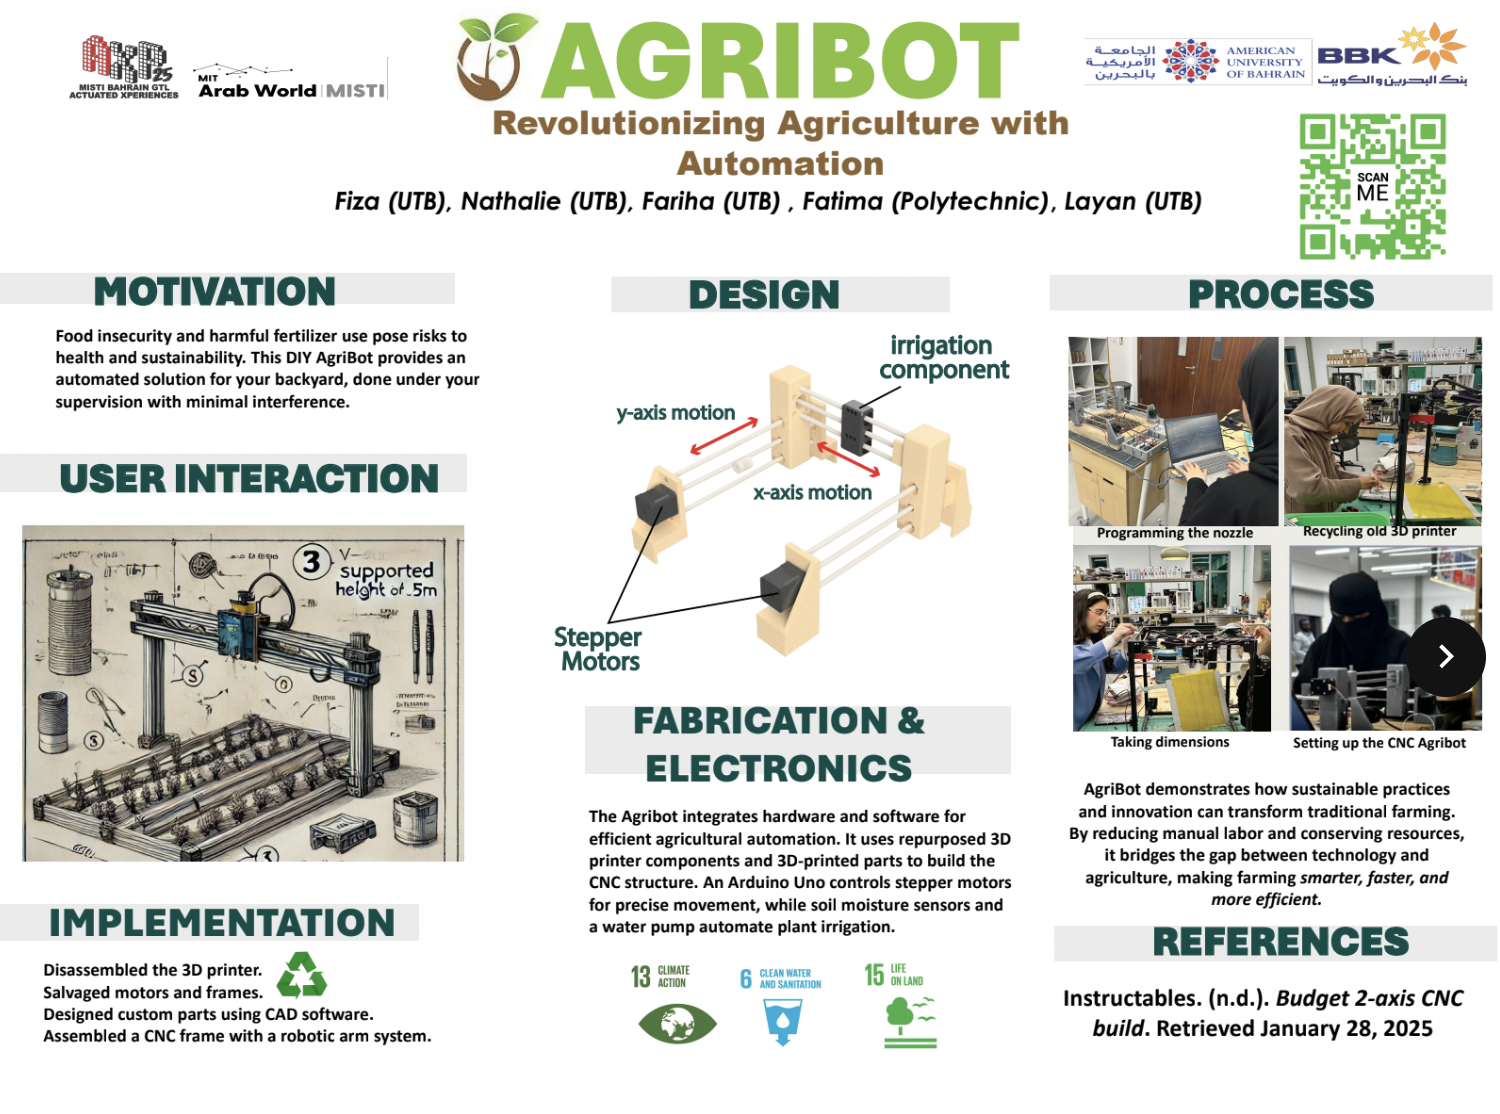 AXP25
MISTI BAHRAIN GTL
ACTUATED XPERIENCES
MIT
Arab World MISTI
AGRIBOT
Revolutionizing Agriculture with
Automation
Fiza (UTB), Nathalie (UTB), Fariha (UTB) , Fatima (Polytechnic), Layan (UTB)
الجامعة
الأمريكية
بالبحرين
AMERICAN
UNIVERSITY
OF BAHRAIN
BBK
بنك البحرين والكويت
SCAN
ME
MOTIVATION
Food insecurity and harmful fertilizer use pose risks to
health and sustainability. This DIY AgriBot provides an
automated solution for your backyard, done under your
supervision with minimal interference.
USER INTERACTION
3
supported
height of .5m
S
S
3
IMPLEMENTATION
Disassembled the 3D printer.
Salvaged motors and frames.
Designed custom parts using CAD software.
Assembled a CNC frame with a robotic arm system.
DESIGN
irrigation
component
y-axis motion
x-axis motion
Stepper
Motors
FABRICATION &
ELECTRONICS
The Agribot integrates hardware and software for
efficient agricultural automation. It uses repurposed 3D
printer components and 3D-printed parts to build the
CNC structure. An Arduino Uno controls stepper motors
for precise movement, while soil moisture sensors and
a water pump automate plant irrigation.
13 CLIMATE
ACTION
6 CLEAN WATER
AND SANITATION
15 LIFE
ON LAND
PROCESS
Programming the nozzle
Recycling old 3D printer
Taking dimensions
Setting up the CNC Agribot
AgriBot demonstrates how sustainable practices
and innovation can transform traditional farming.
By reducing manual labor and conserving resources,
it bridges the gap between technology and
agriculture, making farming smarter, faster, and
more efficient.
REFERENCES
Instructables. (n.d.). Budget 2-axis CNC
build. Retrieved January 28, 2025